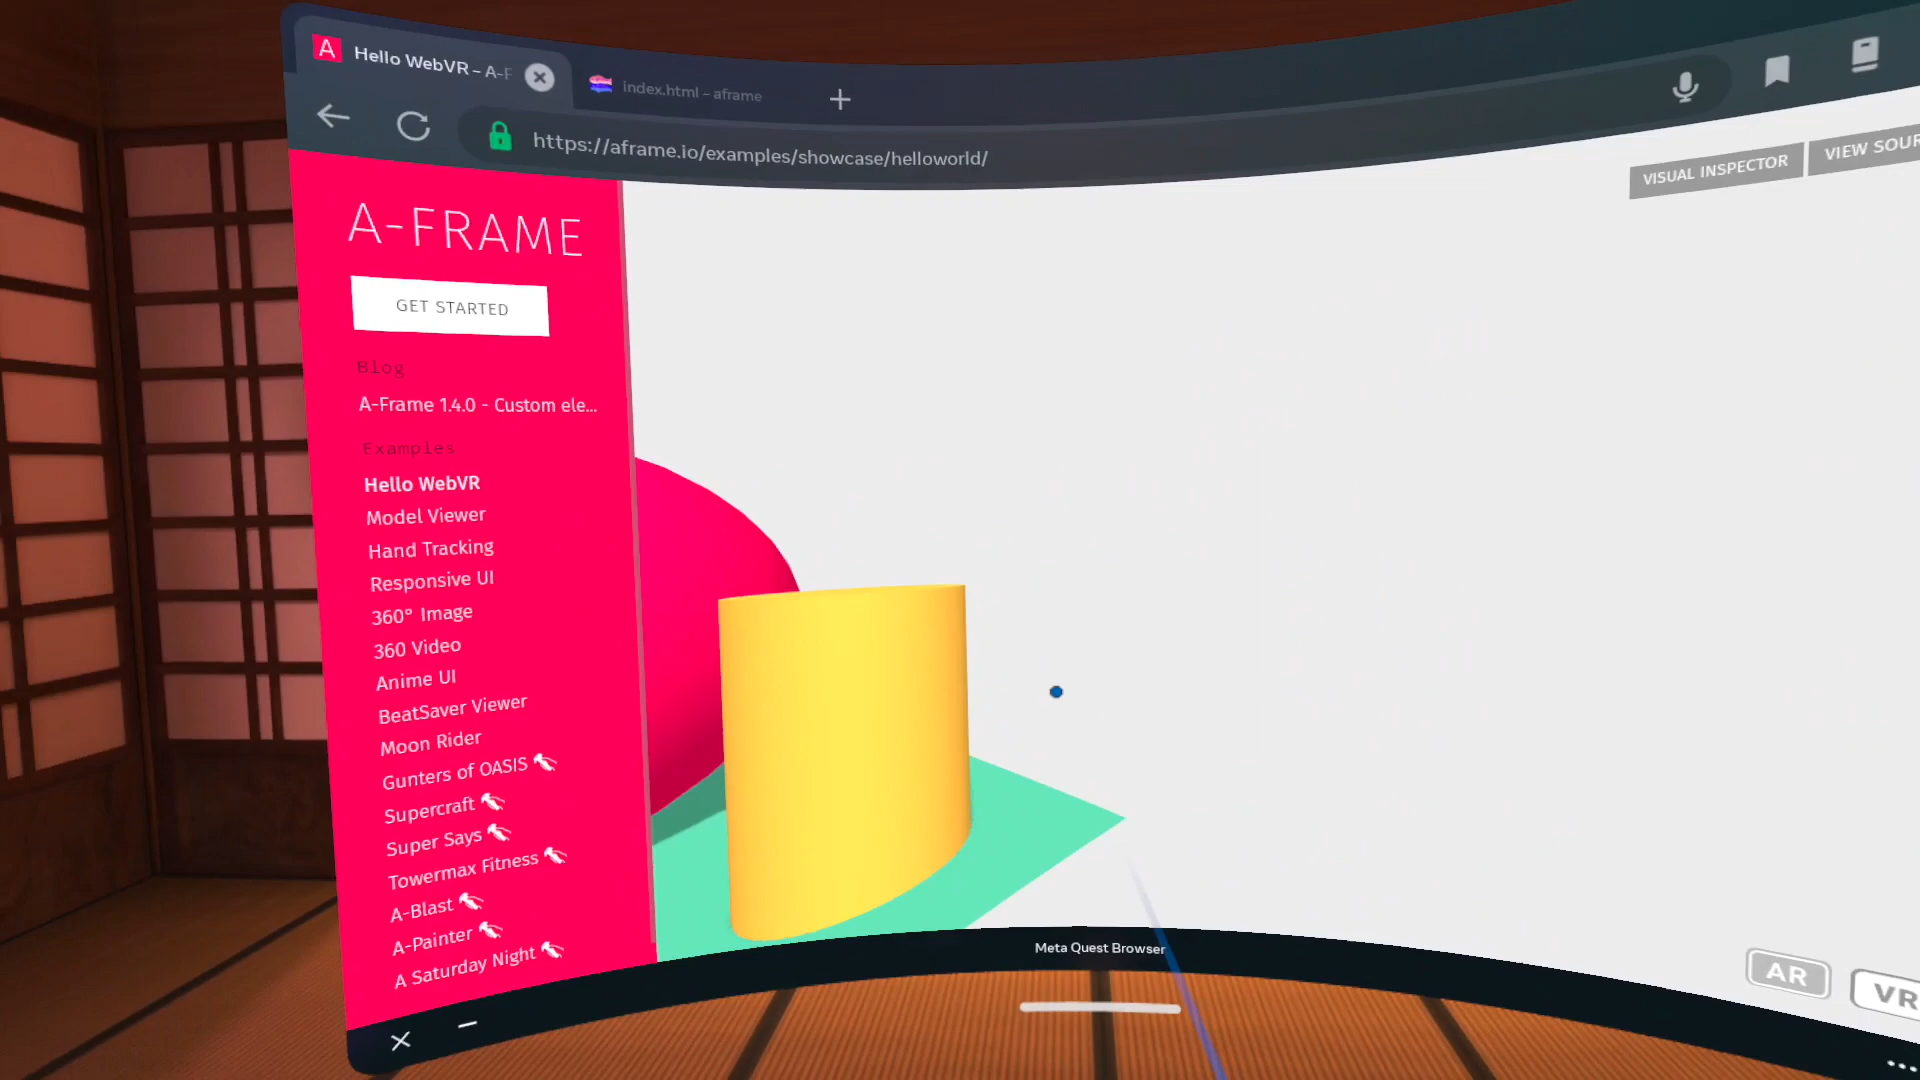 A Hello WebVR – A-F
index.html – aframe
https://aframe.io/examples/showcase/helloworld/
VISUAL INSPECTOR
VIEW SOUR
A-FRAME
GET STARTED
Blog
A-Frame 1.4.0 - Custom ele...
Examples
Hello WebVR
Model Viewer
Hand Tracking
Responsive UI
360° Image
360 Video
Anime UI
BeatSaver Viewer
Moon Rider
Gunters of OASIS
Supercraft
Super Says
Towermax Fitness
A-Blast
A-Painter
A Saturday Night
Meta Quest Browser
AR
VR